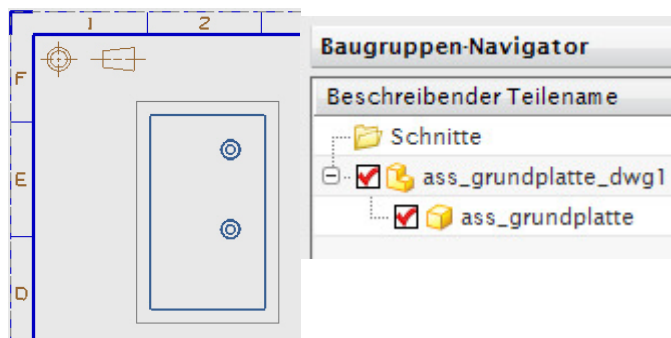 1 2
F
E
D
Baugruppen-Navigator
Beschreibender Teilename
Schnitte
ass_grundplatte_dwg1
ass_grundplatte